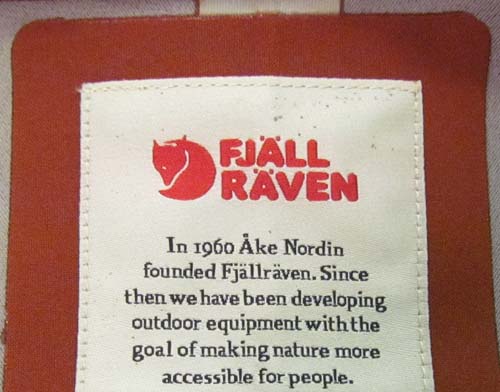 FJÄLL
RÄVEN
In 1960 Åke Nordin
founded Fjällräven. Since
then we have been developing
outdoor equipment with the
goal of making nature more
accessible for people.